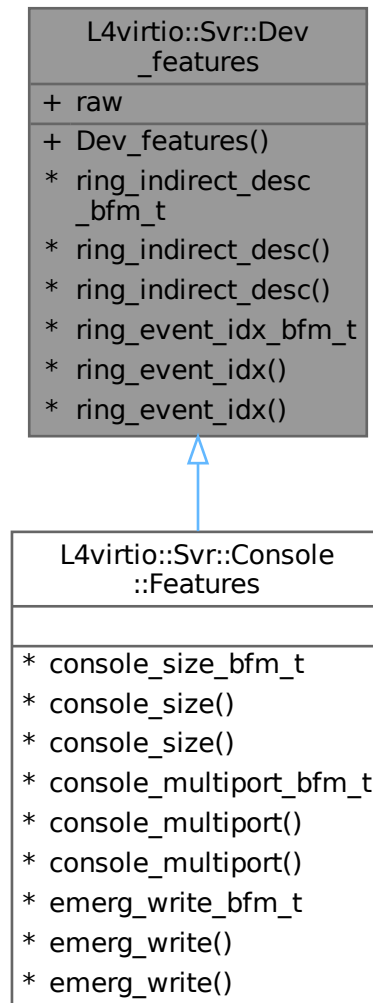 L4virtio::Svr::Dev
_features
+ raw
+ Dev_features()
* ring_indirect_desc
_bfm_t
* ring_indirect_desc()
* ring_indirect_desc()
* ring_event_idx_bfm_t
* ring_event_idx()
* ring_event_idx()
L4virtio::Svr::Console
::Features
* console_size_bfm_t
* console_size()
* console_size()
* console_multiport_bfm_t
* console_multiport()
* console_multiport()
* emerg_write_bfm_t
* emerg_write()
* emerg_write()